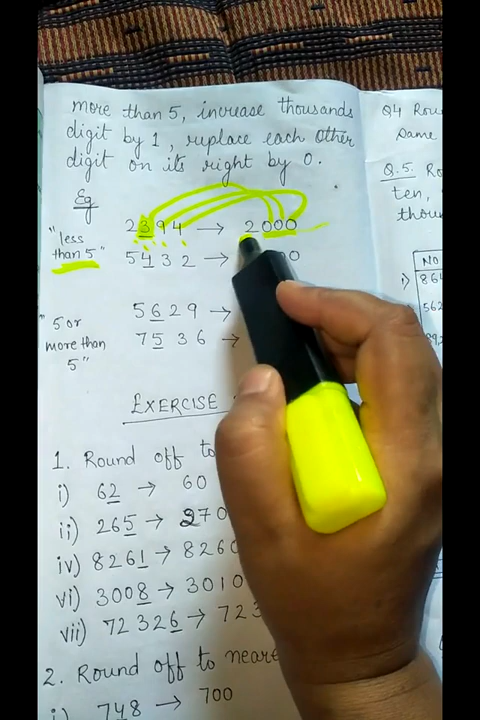 more than 5, increase thousands
digit by 1, replace each other
digit on its right by 0.
Eg
"less than 5"
2394 → 2000
5432 → 00
"5 or more than 5"
5629 →
7536 →
EXERCISE
1. Round off to
i) 62 → 60
ii) 265 → 270
iv) 8261 → 8260
vi) 3008 → 3010
vii) 72326 → 723
2. Round off to near
i) 748 → 700
Q4 Rou
Same
Q.5. Ro
ten,
thou
No
i) 864
562